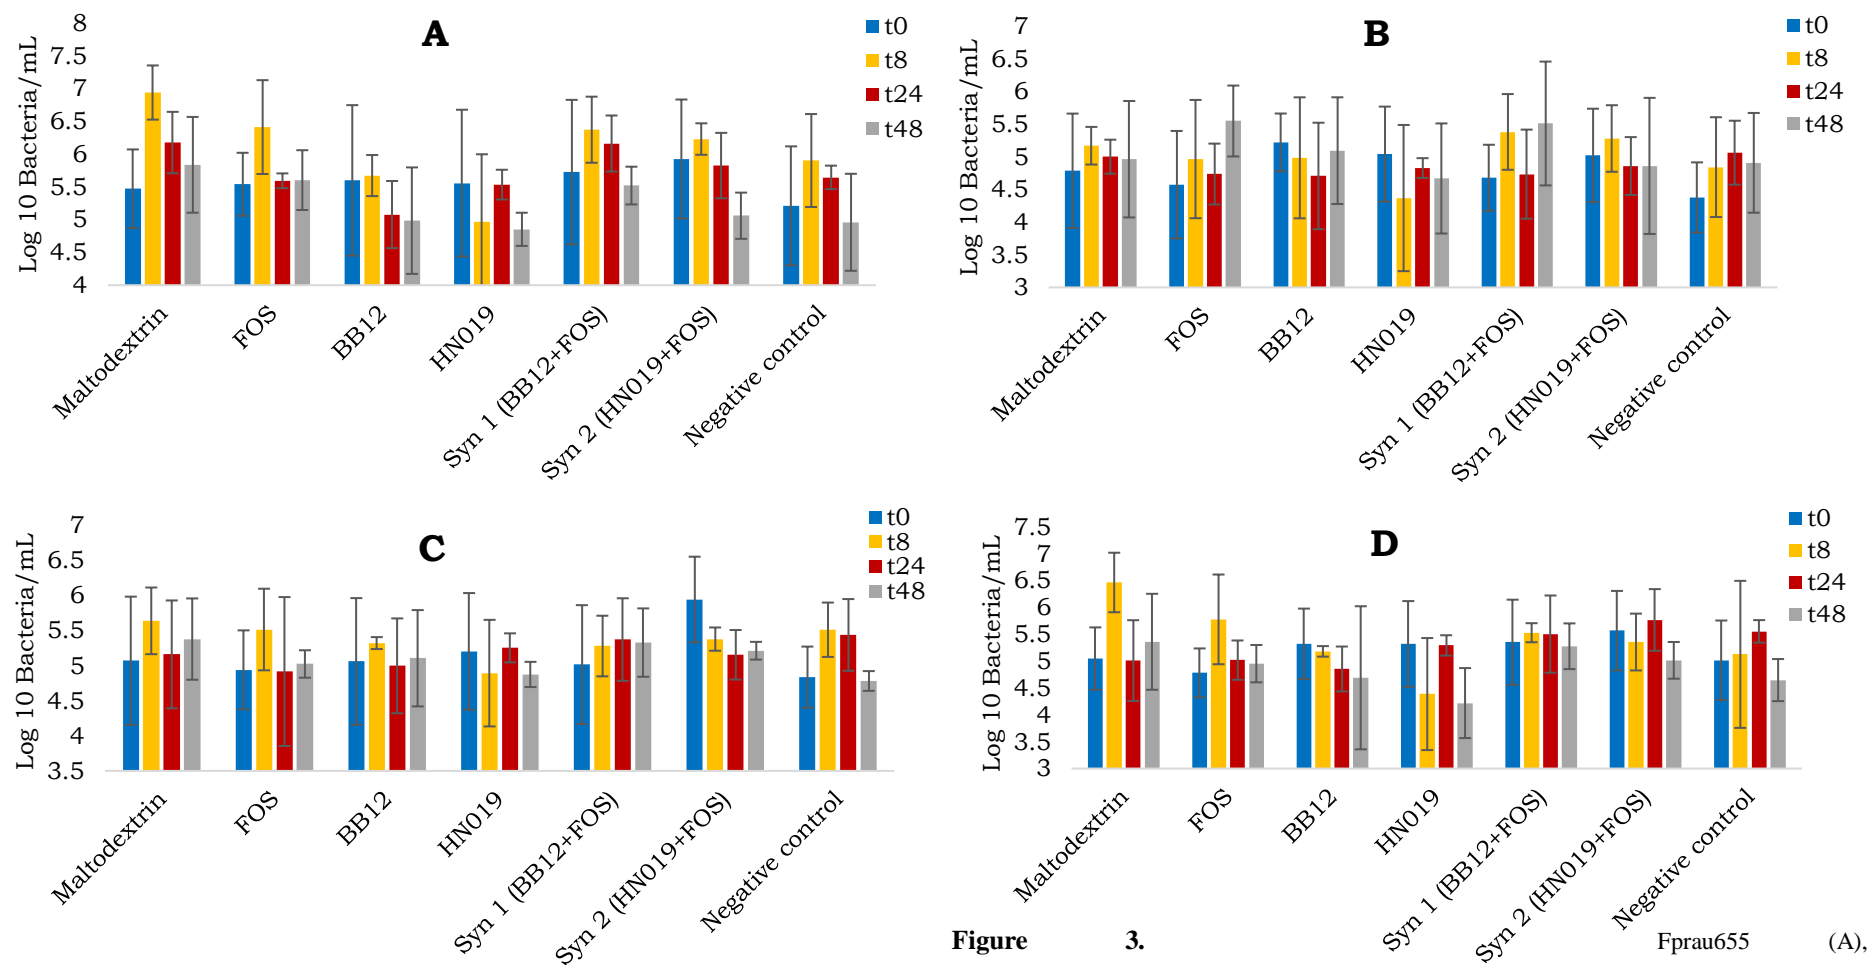 A
Log 10 Bacteria/mL
8
7.5
7
6.5
6
5.5
5
4.5
4
t0
t8
t24
t48
Maltodextrin
FOS
BB12
HN019
Syn 1 (BB12+FOS)
Syn 2 (HN019+FOS)
Negative control
B
Log 10 Bacteria/mL
7
6.5
6
5.5
5
4.5
4
3.5
3
t0
t8
t24
t48
Maltodextrin
FOS
BB12
HN019
Syn 1 (BB12+FOS)
Syn 2 (HN019+FOS)
Negative control
C
Log 10 Bacteria/mL
7
6.5
6
5.5
5
4.5
4
3.5
t0
t8
t24
t48
Maltodextrin
FOS
BB12
HN019
Syn 1 (BB12+FOS)
Syn 2 (HN019+FOS)
Negative control
D
Log 10 Bacteria/mL
7.5
7
6.5
6
5.5
5
4.5
4
3.5
3
t0
t8
t24
t48
Maltodextrin
FOS
BB12
HN019
Syn 1 (BB12+FOS)
Syn 2 (HN019+FOS)
Negative control
Figure 3. Fprau655 (A),